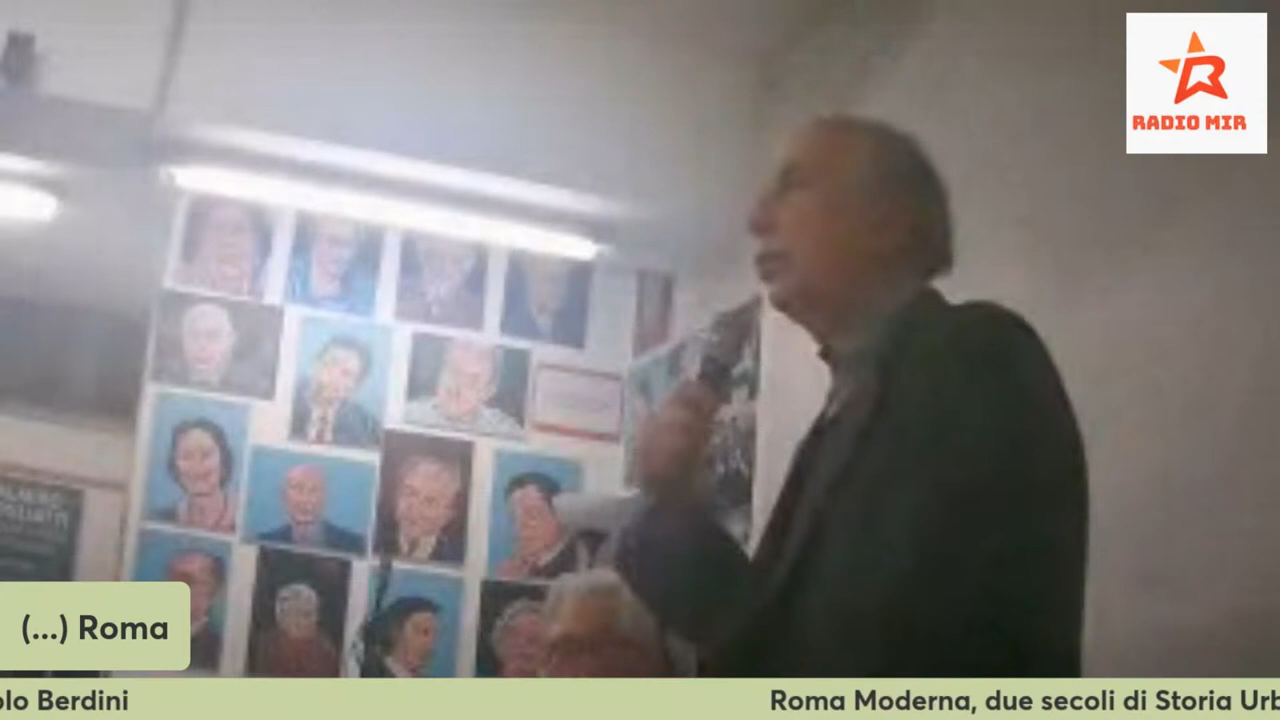 RADIO MIR
(...) Roma
olo Berdini
Roma Moderna, due secoli di Storia Urb